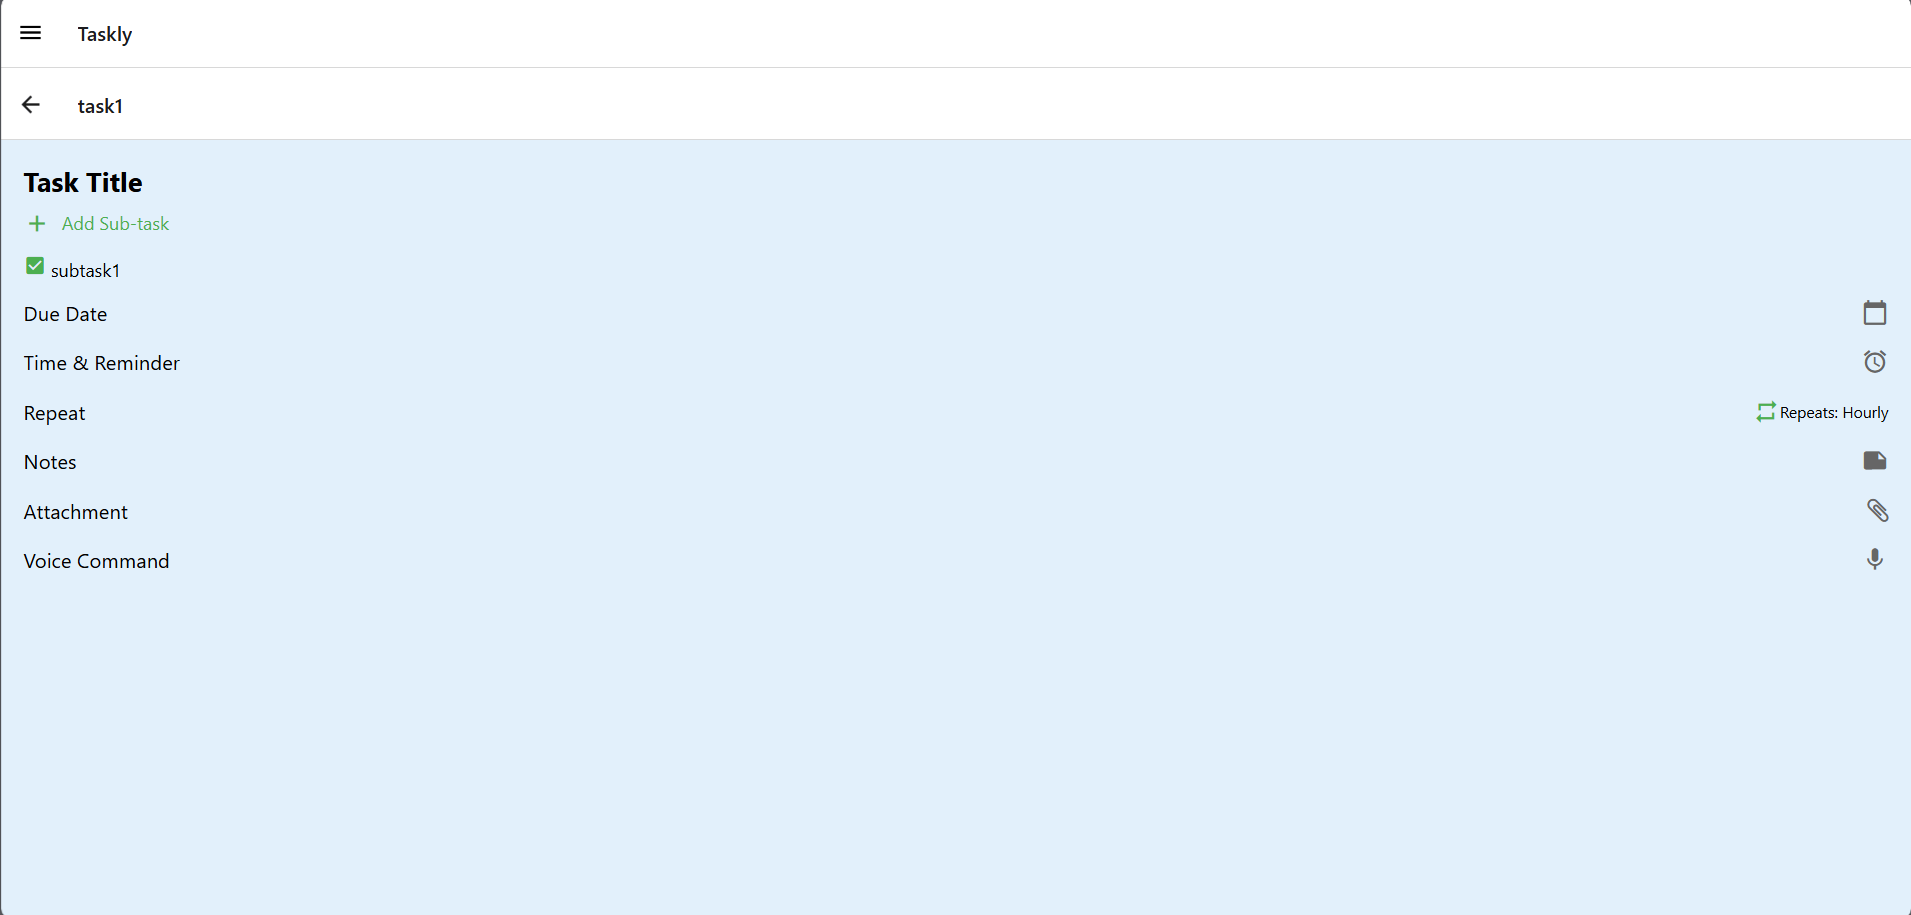 Taskly
task1
Task Title
Add Sub-task
subtask1
Due Date
Time & Reminder
Repeat Repeats: Hourly
Notes
Attachment
Voice Command